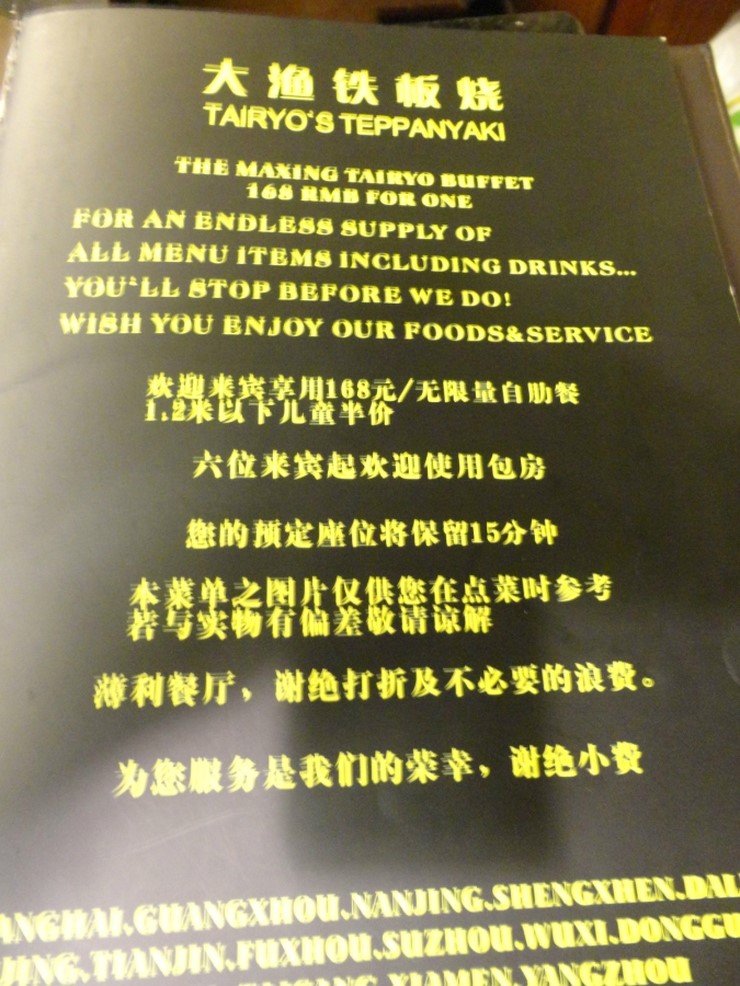 大渔铁板烧
TAIRYO'S TEPPANYAKI
THE MAXING TAIRYO BUFFET
168 RMB FOR ONE
FOR AN ENDLESS SUPPLY OF
ALL MENU ITEMS INCLUDING DRINKS...
YOU'LL STOP BEFORE WE DO!
WISH YOU ENJOY OUR FOODS&SERVICE
欢迎来宾享用168元/无限量自助餐
1.2米以下儿童半价
六位来宾起欢迎使用包房
您的预定座位将保留15分钟
本菜单之图片仅供您在点菜时参考
若与实物有偏差敬请谅解
薄利餐厅，谢绝打折及不必要的浪费。
为您服务是我们的荣幸，谢绝小费
ANGHAI.GUANGXHOU.NANJING.SHENGXHEN.DAL
JING.TIANJIN.FUXHOU.SUZHOU.WUXI.DONGGU
XIAMEN.YANGZHOU